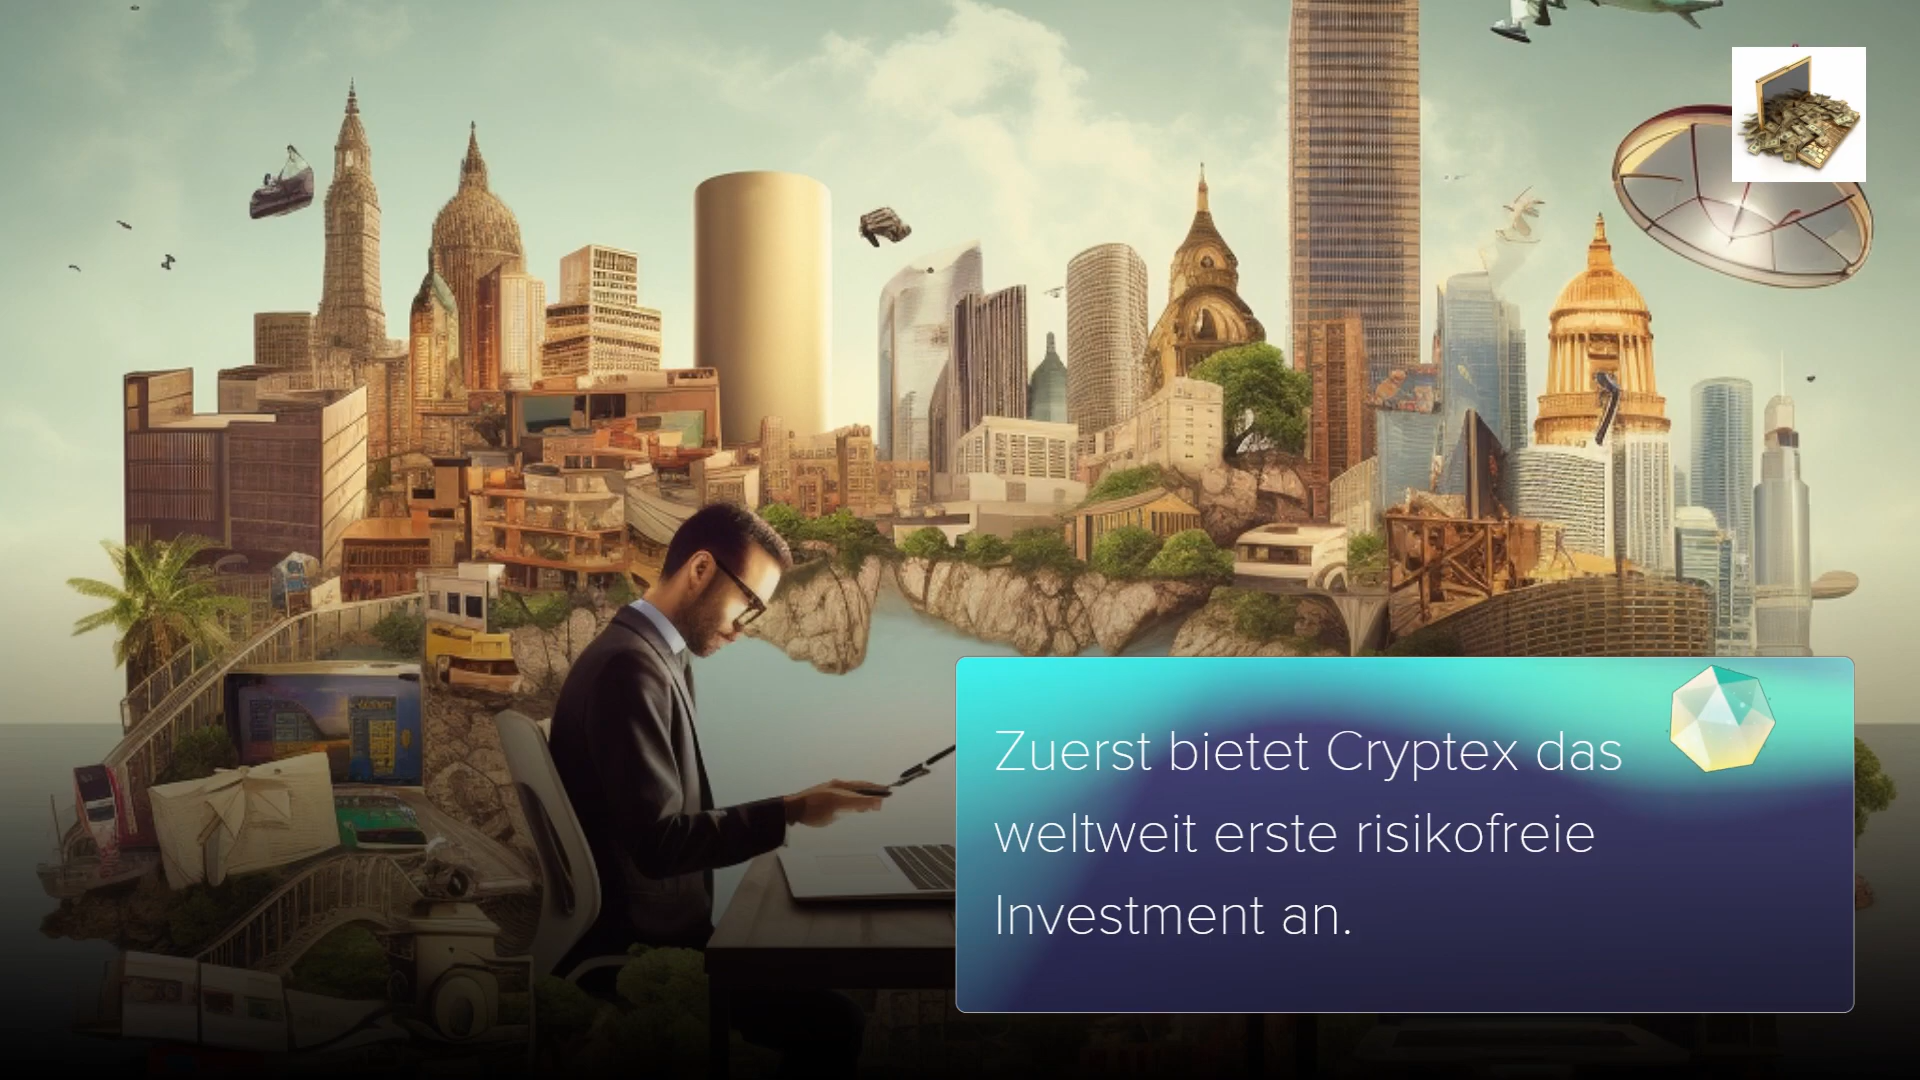 Zuerst bietet Cryptex das
weltweit erste risikofreie
Investment an.